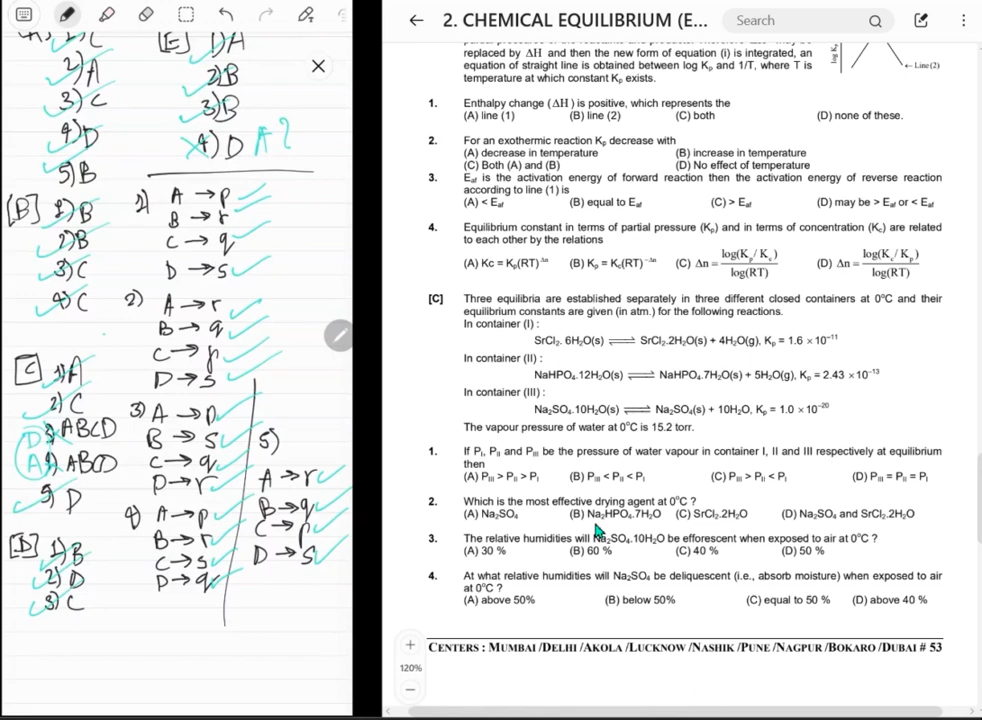 2. CHEMICAL EQUILIBRIUM (E...
Search
1) C
2) A
3) C
4) D
5) B
[B] 1) B
2) B
3) C
4) C
[C] 1) A
2) C
3) ABCD
D
4) ABCD
A
5) D
[D] 1) B
2) D
3) C
[E] 1) A
2) B
3) B
4) D A?
1) A → p
B → r
C → q
D → s
2) A → r
B → q
C → p
D → s
3) A → p
B → s
C → q
D → r
4) A → p
B → r
C → s
D → q
5)
A → r
B → q
C → p
D → s
replaced by ΔH and then the new form of equation (i) is integrated, an
equation of straight line is obtained between log Kp and 1/T, where T is
temperature at which constant Kp exists.
log Kp
←Line(2)
1. Enthalpy change (ΔH) is positive, which represents the
(A) line (1) (B) line (2) (C) both (D) none of these.
2. For an exothermic reaction Kp decrease with
(A) decrease in temperature (B) increase in temperature
(C) Both (A) and (B) (D) No effect of temperature
3. Eaf is the activation energy of forward reaction then the activation energy of reverse reaction
according to line (1) is
(A) < Eaf (B) equal to Eaf (C) > Eaf (D) may be > Eaf or < Eaf
4. Equilibrium constant in terms of partial pressure (Kp) and in terms of concentration (Kc) are related
to each other by the relations
(A) Kc = Kp(RT)^Δn (B) Kp = Kc(RT)^–Δn (C) Δn = log(Kp/Kc)/log(RT) (D) Δn = log(Kc/Kp)/log(RT)
[C] Three equilibria are established separately in three different closed containers at 0°C and their
equilibrium constants are given (in atm.) for the following reactions.
In container (I) :
SrCl2. 6H2O(s) ⇌ SrCl2.2H2O(s) + 4H2O(g), Kp = 1.6 ×10^–11
In container (II) :
NaHPO4.12H2O(s) ⇌ NaHPO4.7H2O(s) + 5H2O(g), Kp = 2.43 ×10^–13
In container (III) :
Na2SO4.10H2O(s) ⇌ Na2SO4(s) + 10H2O, Kp = 1.0 ×10^–20
The vapour pressure of water at 0°C is 15.2 torr.
1. If PI, PII and PIII be the pressure of water vapour in container I, II and III respectively at equilibrium
then
(A) PIII > PII > PI (B) PIII < PII < PI (C) PIII > PII < PI (D) PII = PII = PI
2. Which is the most effective drying agent at 0°C ?
(A) Na2SO4 (B) Na2HPO4.7H2O (C) SrCl2.2H2O (D) Na2SO4 and SrCl2.2H2O
3. The relative humidities will Na2SO4.10H2O be efforescent when exposed to air at 0°C ?
(A) 30 % (B) 60 % (C) 40 % (D) 50 %
4. At what relative humidities will Na2SO4 be deliquescent (i.e., absorb moisture) when exposed to air
at 0°C ?
(A) above 50% (B) below 50% (C) equal to 50 % (D) above 40 %
CENTERS : MUMBAI /DELHI /AKOLA /LUCKNOW /NASHIK /PUNE /NAGPUR /BOKARO /DUBAI # 53
120%